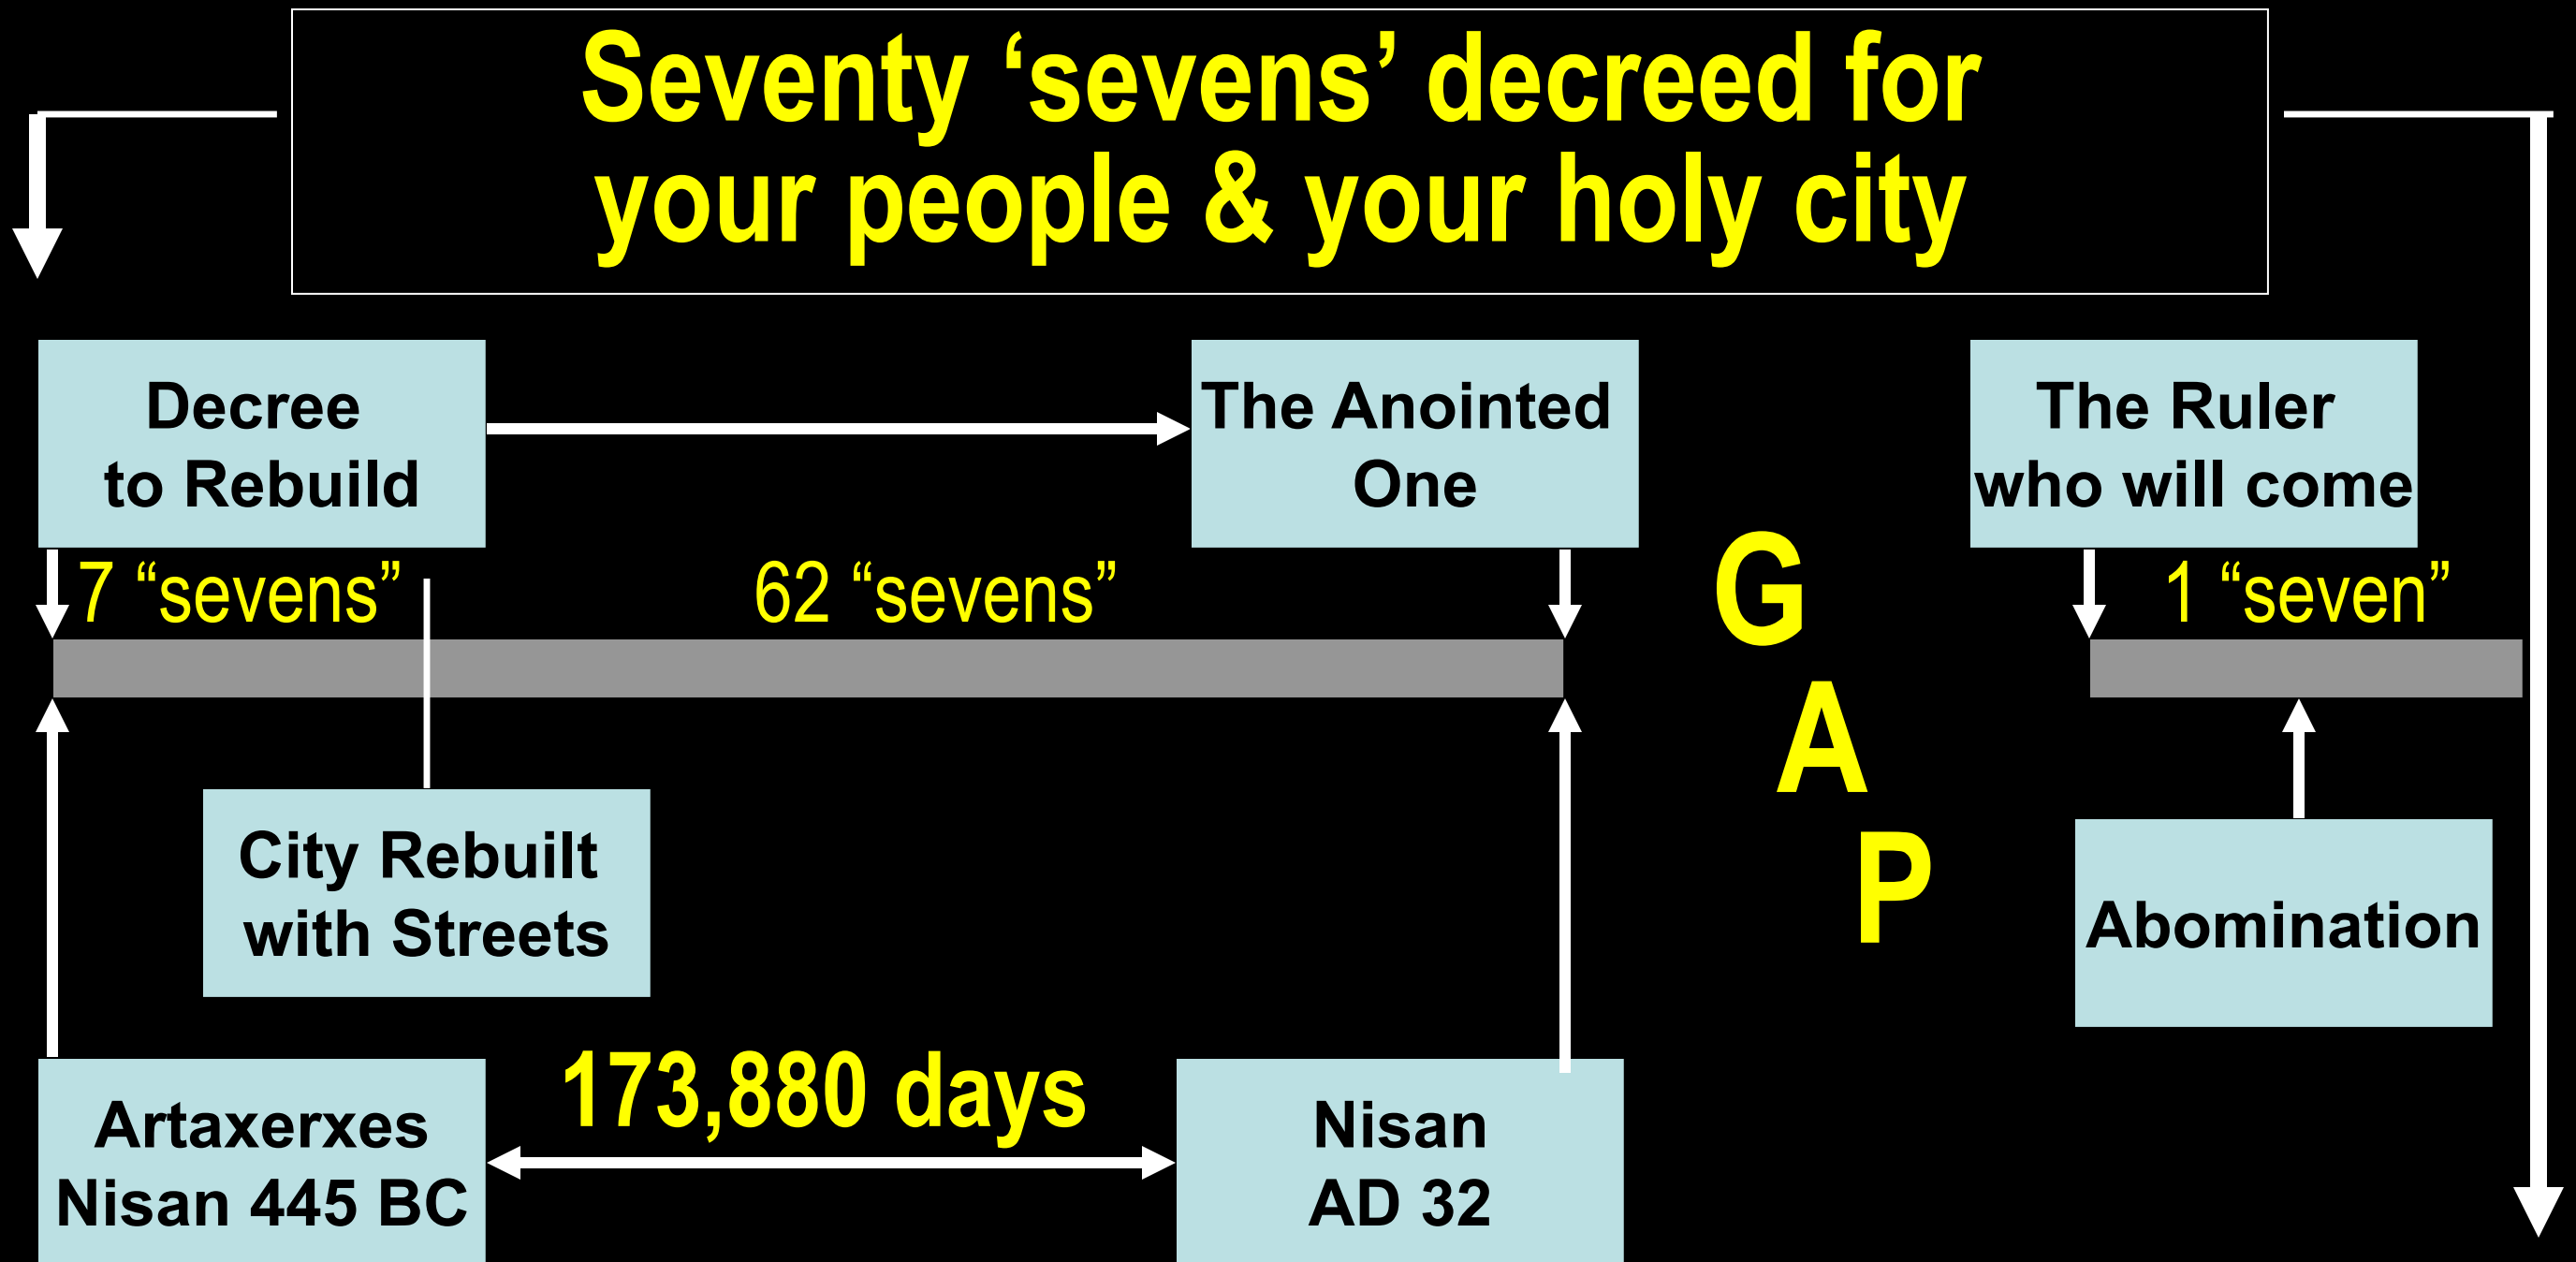 Seventy ‘sevens’ decreed for
your people & your holy city
Decree
to Rebuild
The Anointed
One
The Ruler
who will come
7 “sevens”
62 “sevens”
1 “seven”
G
A
P
City Rebuilt
with Streets
Abomination
173,880 days
Artaxerxes
Nisan 445 BC
Nisan
AD 32